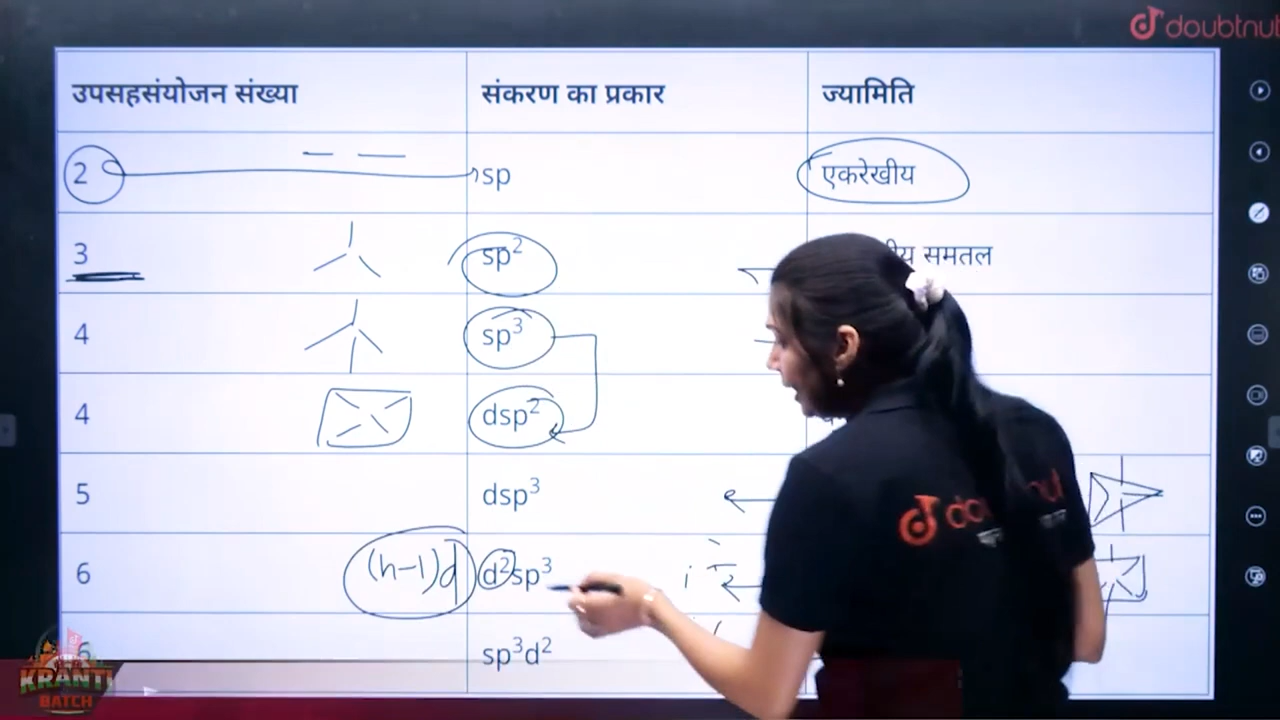 doubtnut
उपसहसंयोजन संख्या संकरण का प्रकार ज्यामिति
2 sp एकरेखीय
3 sp² समतल
4 sp³
4 dsp²
5 dsp³
6 (n-1)d d²sp³
6 sp³d²
KRANTI
BATCH